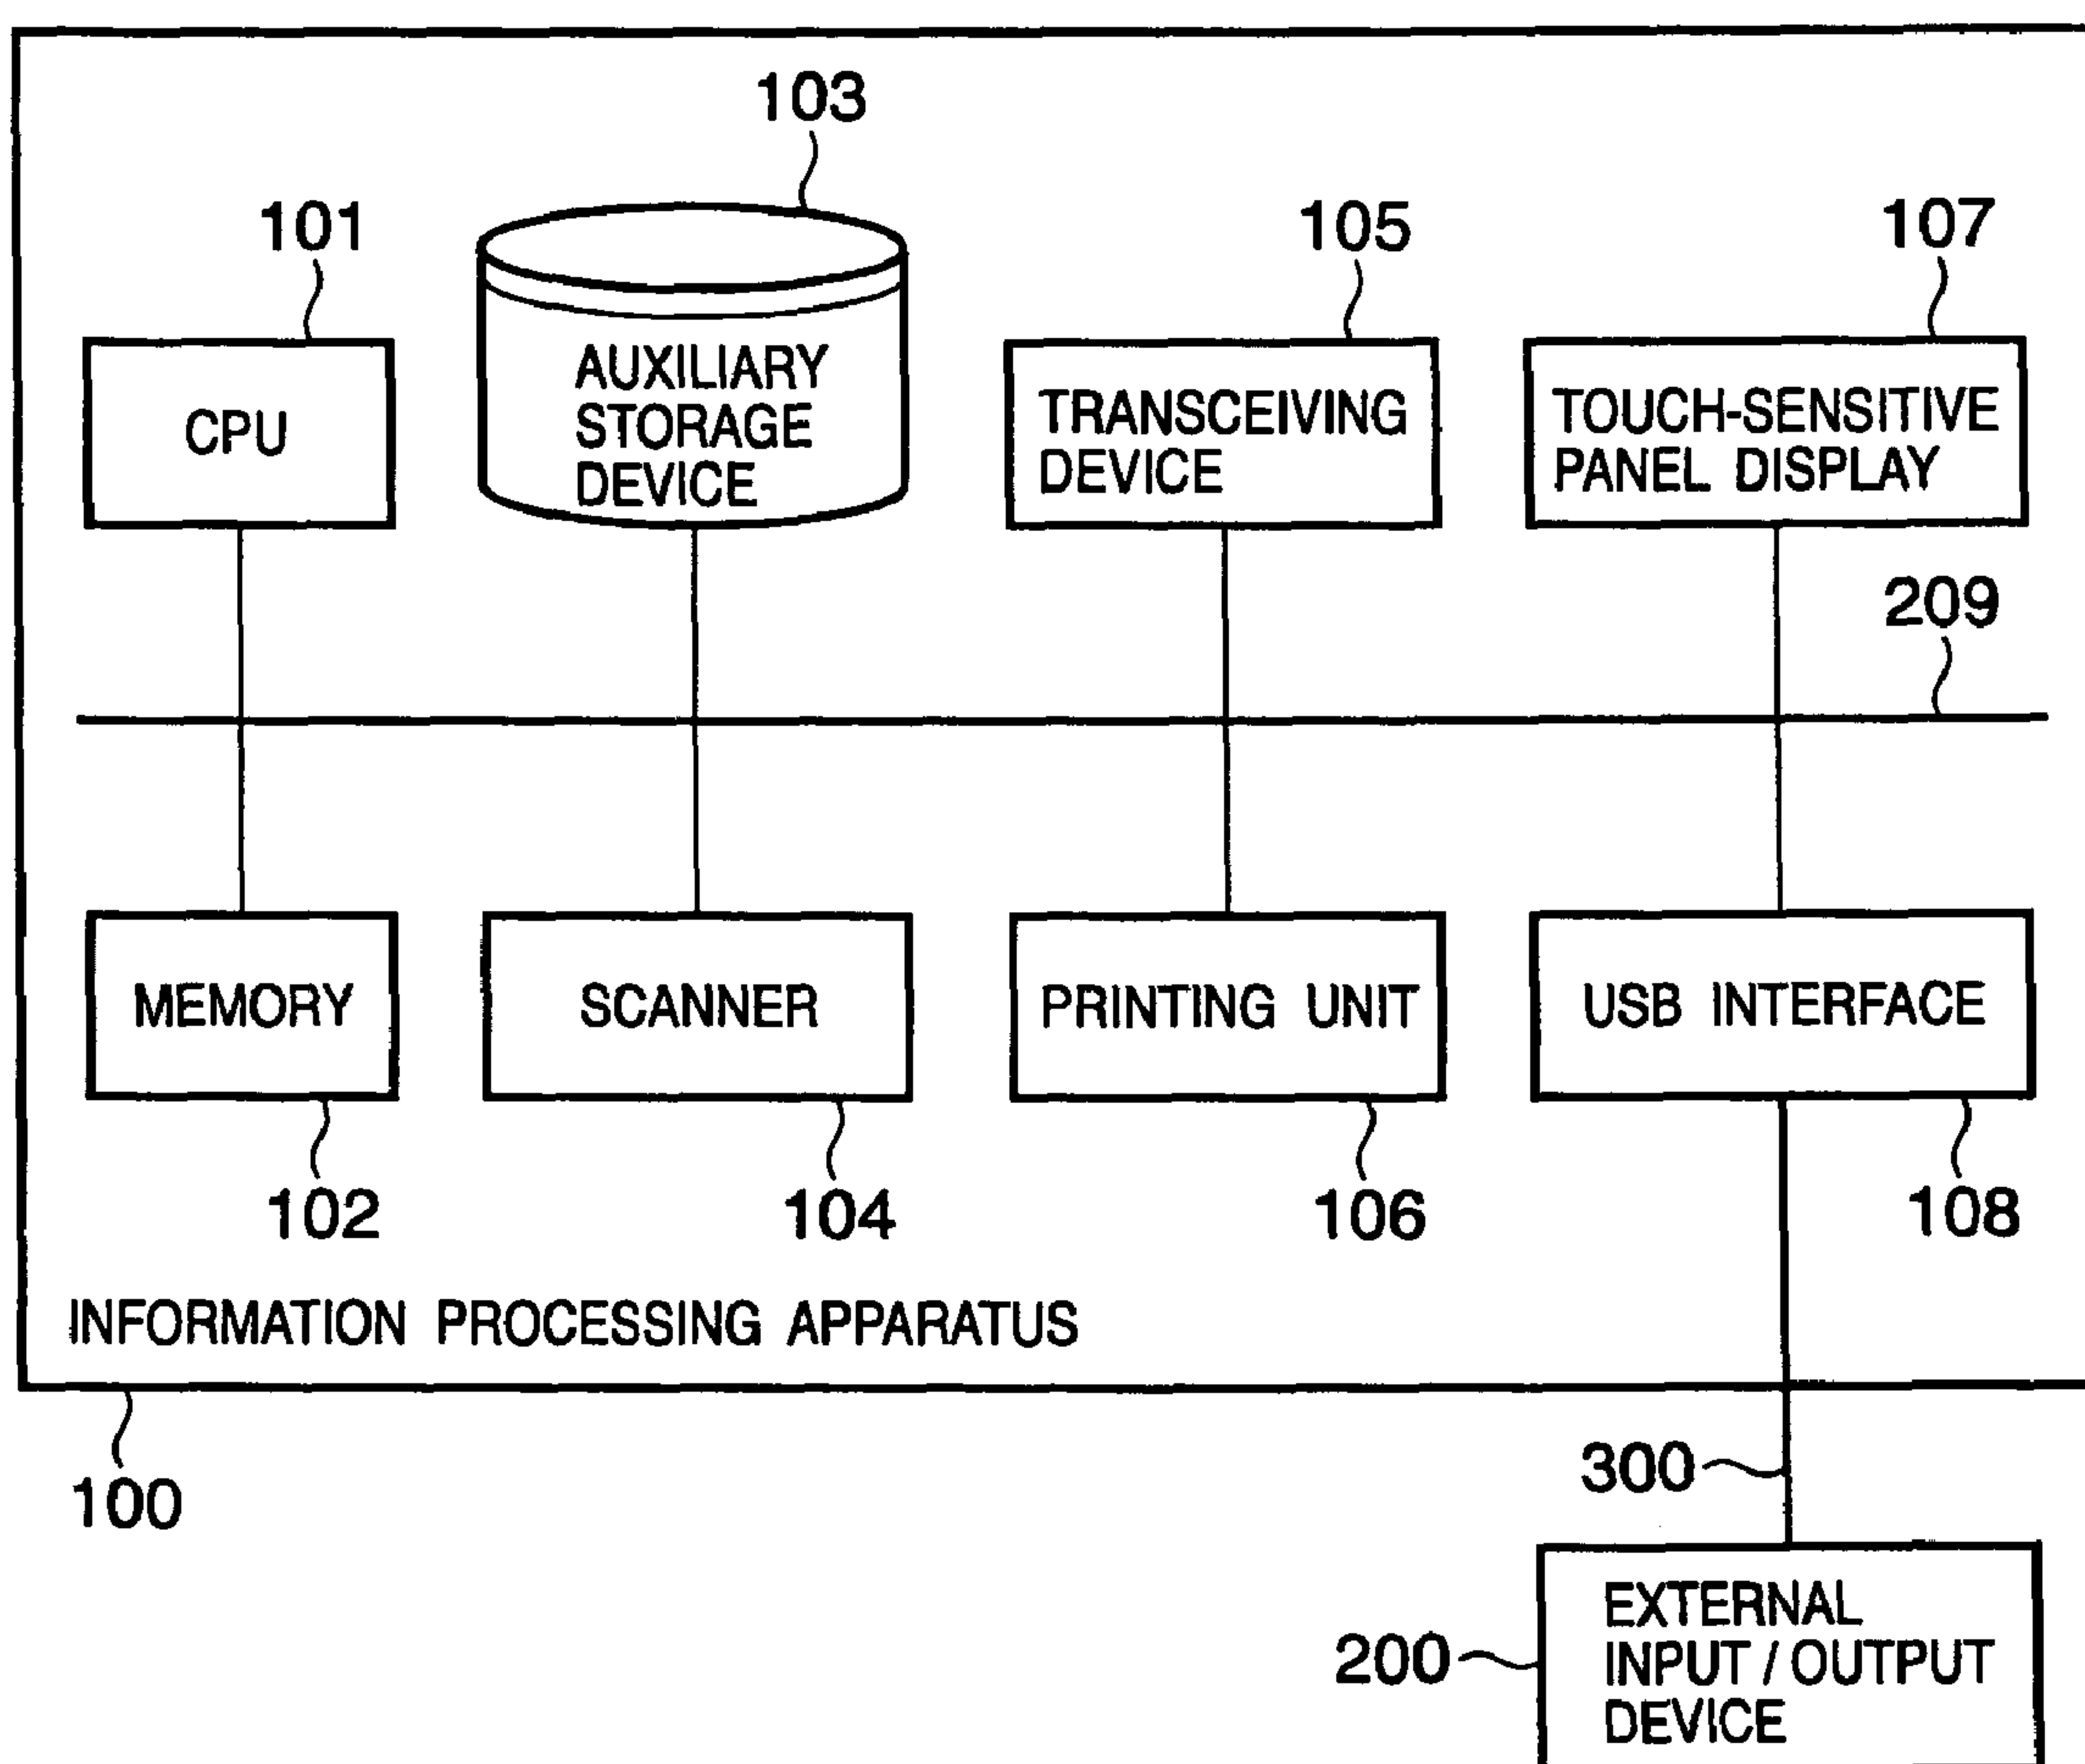 103
101
105
107
CPU
AUXILIARY
STORAGE
DEVICE
TRANSCEIVING
DEVICE
TOUCH-SENSITIVE
PANEL DISPLAY
209
MEMORY
SCANNER
PRINTING UNIT
USB INTERFACE
102
104
106
108
INFORMATION PROCESSING APPARATUS
100
300
200
EXTERNAL
INPUT / OUTPUT
DEVICE